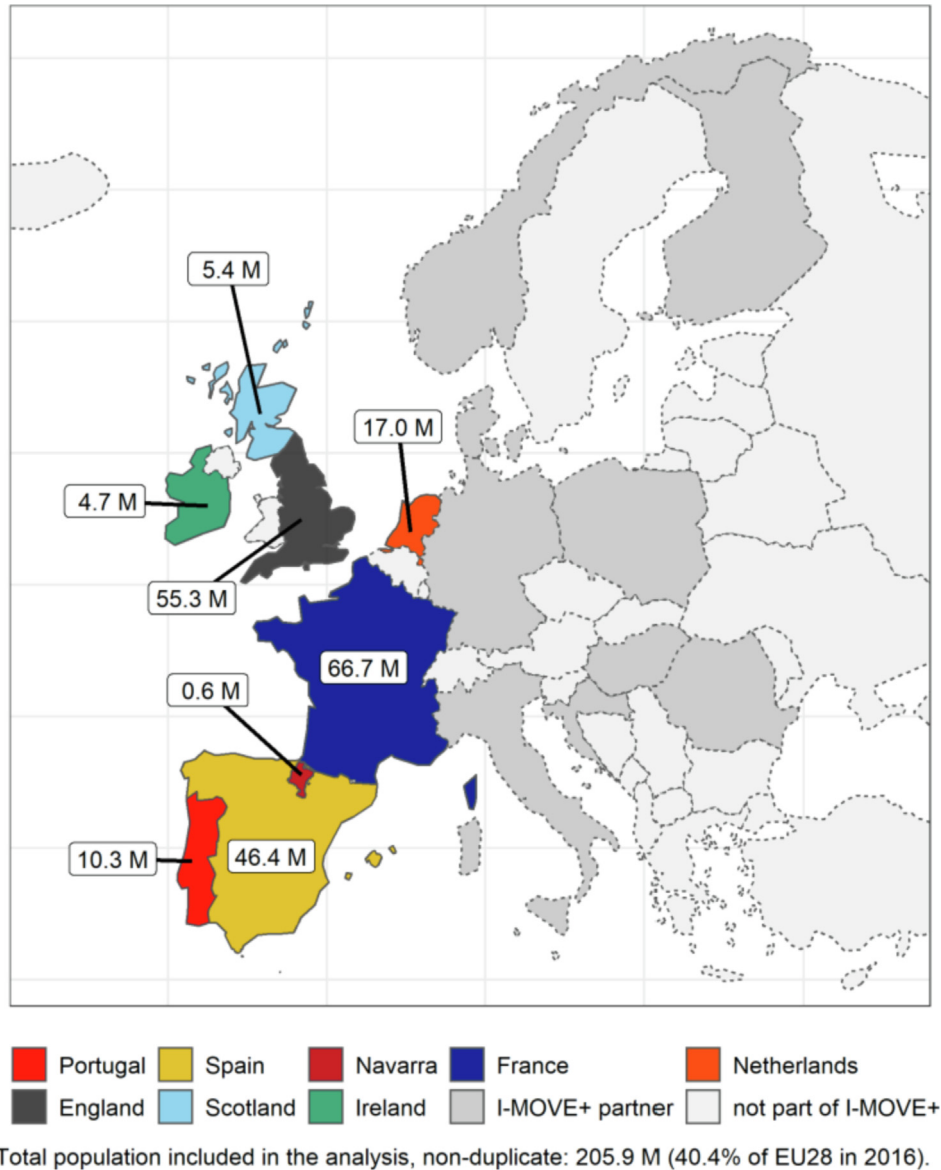 5.4 M
17.0 M
4.7 M
55.3 M
66.7 M
0.6 M
46.4 M
10.3 M
Portugal Spain Navarra France Netherlands
England Scotland Ireland I-MOVE+ partner not part of I-MOVE+
Total population included in the analysis, non-duplicate: 205.9 M (40.4% of EU28 in 2016).